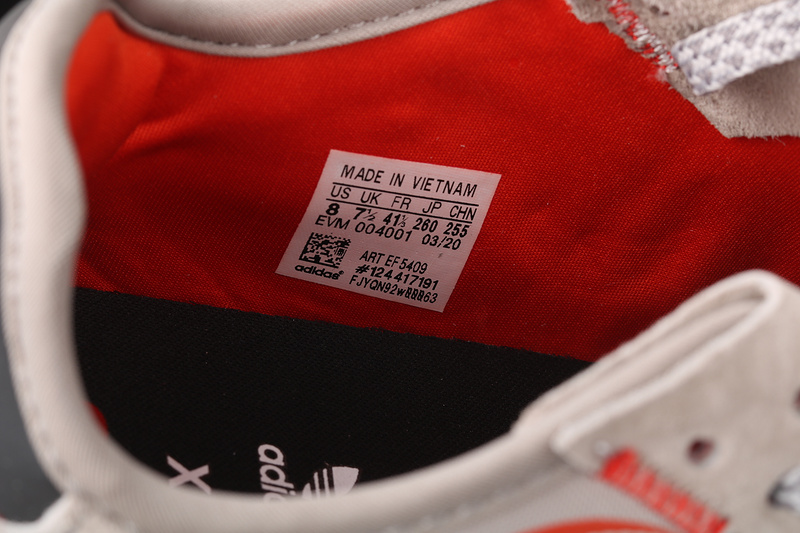 MADE IN VIETNAM
US UK FR JP CHN
8 7½ 41⅓ 260 255
EVM 004001 03/20
ART EF5409
#124417191
adidas®
adidas
X